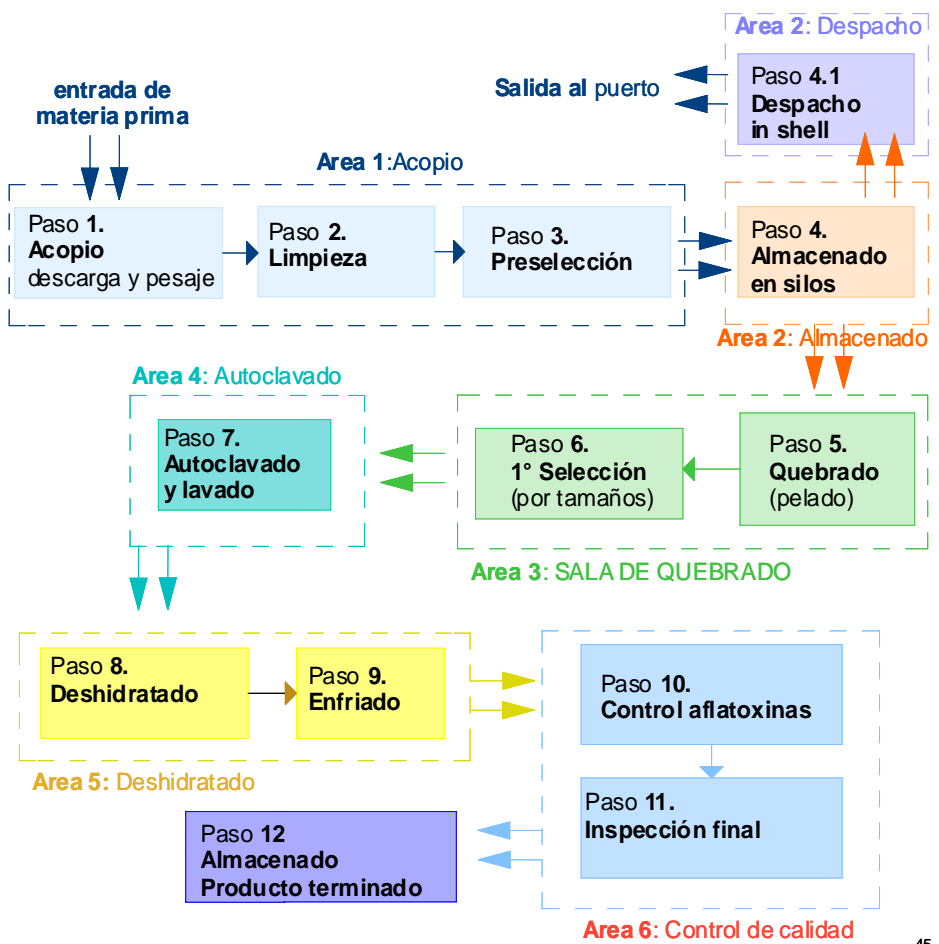 Area 2: Despacho
Paso 4.1
Despacho
in shell
Salida al puerto
entrada de
materia prima
Area 1:Acopio
Paso 1.
Acopio
descarga y pesaje
Paso 2.
Limpieza
Paso 3.
Preselección
Paso 4.
Almacenado
en silos
Area 2: Almacenado
Area 4: Autoclavado
Paso 7.
Autoclavado
y lavado
Paso 6.
1° Selección
(por tamaños)
Paso 5.
Quebrado
(pelado)
Area 3: SALA DE QUEBRADO
Paso 8.
Deshidratado
Paso 9.
Enfriado
Area 5: Deshidratado
Paso 10.
Control aflatoxinas
Paso 11.
Inspección final
Paso 12
Almacenado
Producto terminado
Area 6: Control de calidad